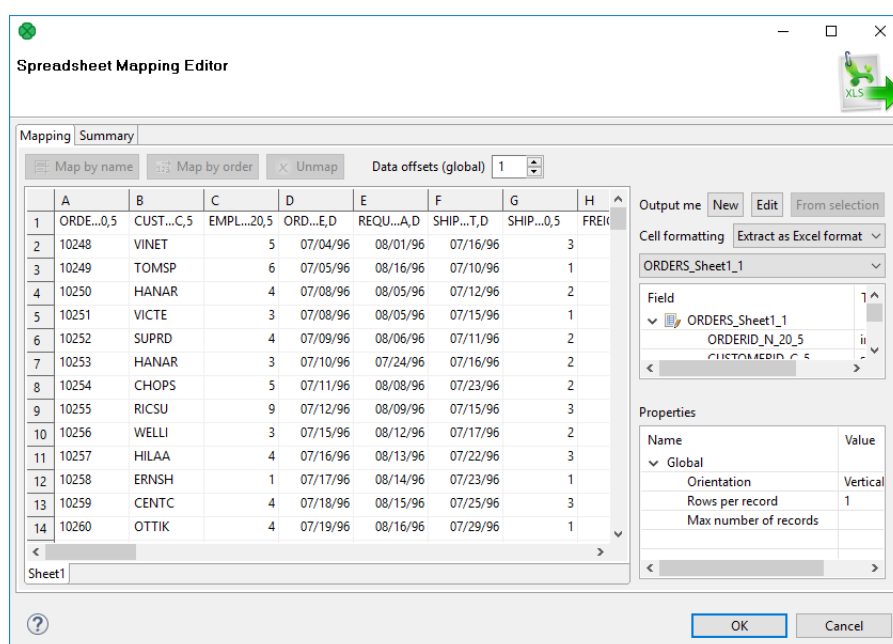 Spreadsheet Mapping Editor
XLS
Mapping Summary
Map by name Map by order Unmap Data offsets (global) 1
A B C D E F G H
1 ORDE...0,5 CUST...C,5 EMPL...20,5 ORD...E,D REQU...A,D SHIP...T,D SHIP...0,5 FREI
2 10248 VINET 5 07/04/96 08/01/96 07/16/96 3
3 10249 TOMSP 6 07/05/96 08/16/96 07/10/96 1
4 10250 HANAR 4 07/08/96 08/05/96 07/12/96 2
5 10251 VICTE 3 07/08/96 08/05/96 07/15/96 1
6 10252 SUPRD 4 07/09/96 08/06/96 07/11/96 2
7 10253 HANAR 3 07/10/96 07/24/96 07/16/96 2
8 10254 CHOPS 5 07/11/96 08/08/96 07/23/96 2
9 10255 RICSU 9 07/12/96 08/09/96 07/15/96 3
10 10256 WELLI 3 07/15/96 08/12/96 07/17/96 2
11 10257 HILAA 4 07/16/96 08/13/96 07/22/96 3
12 10258 ERNSH 1 07/17/96 08/14/96 07/23/96 1
13 10259 CENTC 4 07/18/96 08/15/96 07/25/96 3
14 10260 OTTIK 4 07/19/96 08/16/96 07/29/96 1
Sheet1
Output me New Edit From selection
Cell formatting Extract as Excel format
ORDERS_Sheet1_1
Field
ORDERS_Sheet1_1
ORDERID_N_20_5
CUSTOMERID_C_5
Properties
Name Value
Global
Orientation Vertical
Rows per record 1
Max number of records
? OK Cancel